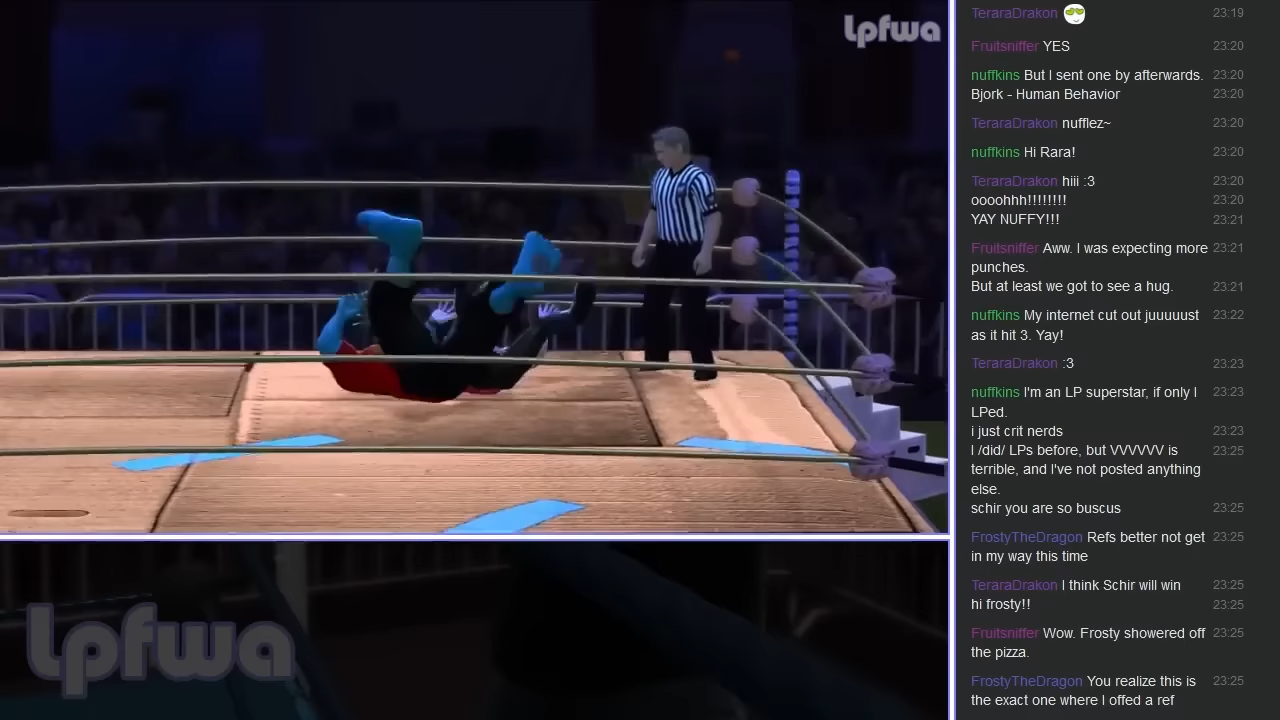 Lpfwa
TeraraDrakon 23:19
Fruitsniffer YES 23:20
nuffkins But I sent one by afterwards. 23:20
Bjork - Human Behavior 23:20
TeraraDrakon nufflez~ 23:20
nuffkins Hi Rara! 23:20
TeraraDrakon hiii :3 23:20
oooohhh!!!!!!!! 23:20
YAY NUFFY!!! 23:21
Fruitsniffer Aww. I was expecting more 23:21
punches.
But at least we got to see a hug. 23:21
nuffkins My internet cut out juuuuust 23:22
as it hit 3. Yay!
TeraraDrakon :3 23:23
nuffkins I'm an LP superstar, if only I 23:23
LPed.
i just crit nerds 23:23
I /did/ LPs before, but VVVVVV is 23:25
terrible, and I've not posted anything
else.
schir you are so buscus 23:25
FrostyTheDragon Refs better not get 23:25
in my way this time
TeraraDrakon I think Schir will win 23:25
hi frosty!! 23:25
Fruitsniffer Wow. Frosty showered off 23:25
the pizza.
FrostyTheDragon You realize this is 23:25
the exact one where I offed a ref
Lpfwa